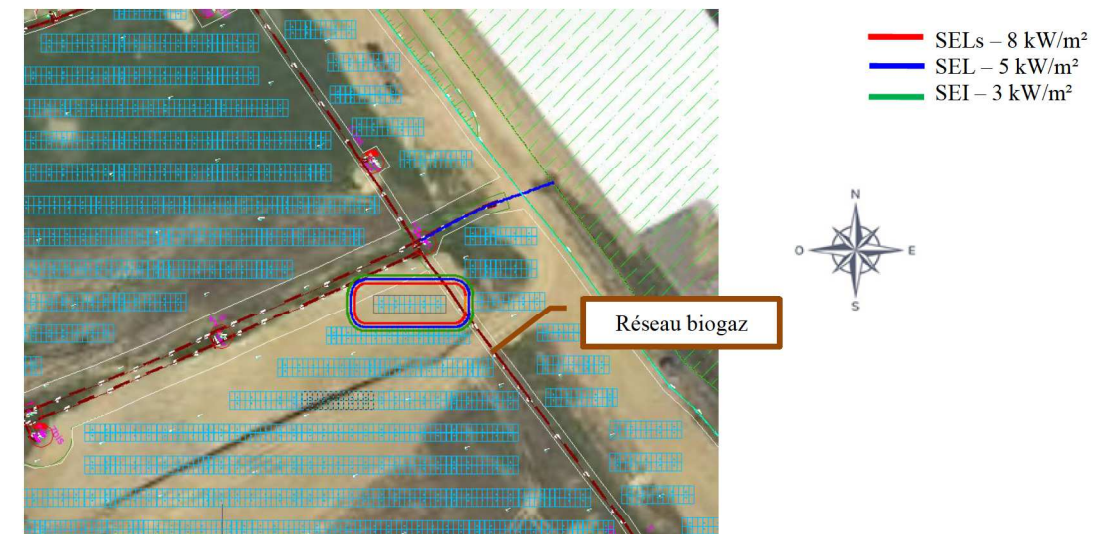 SELs – 8 kW/m²
SEL – 5 kW/m²
SEI – 3 kW/m²
N
O
E
S
Réseau biogaz